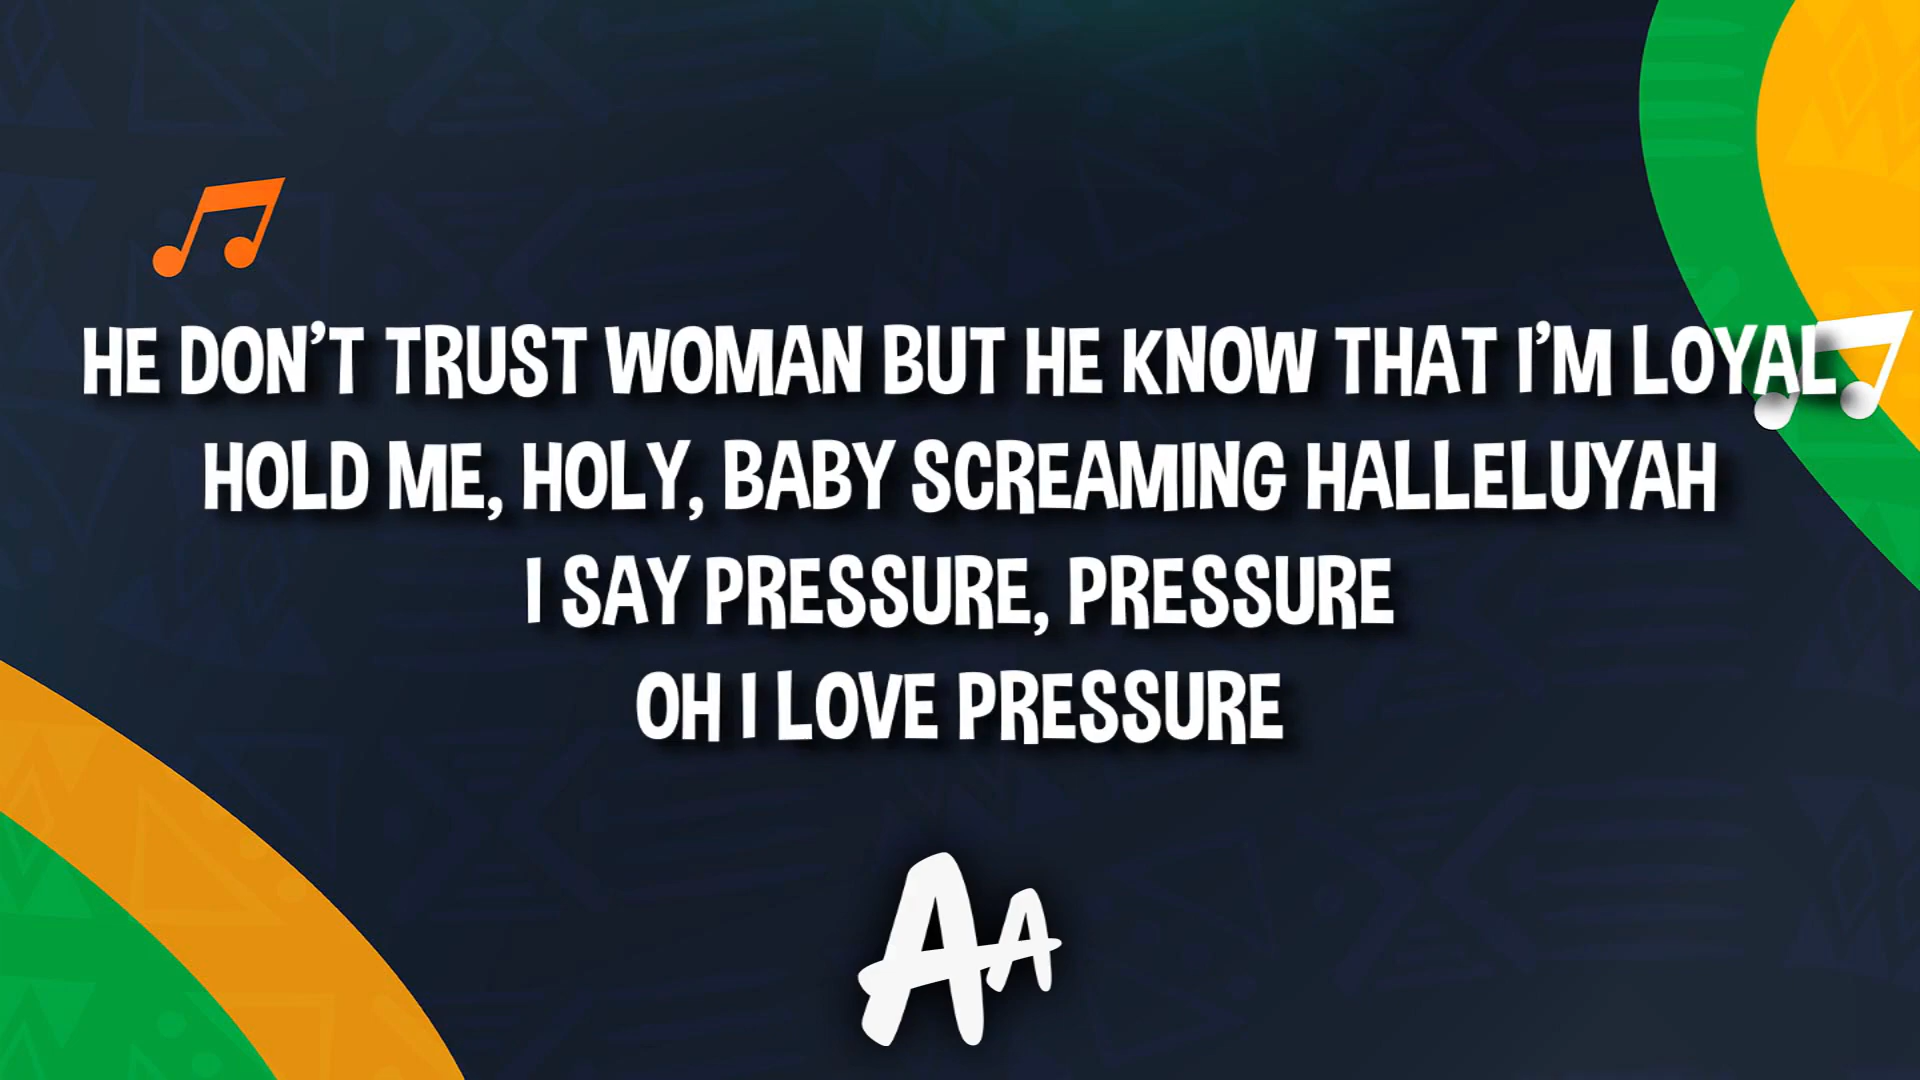 HE DON'T TRUST WOMAN BUT HE KNOW THAT I'M LOYAL
HOLD ME, HOLY, BABY SCREAMING HALLELUYAH
I SAY PRESSURE, PRESSURE
OH I LOVE PRESSURE
AA